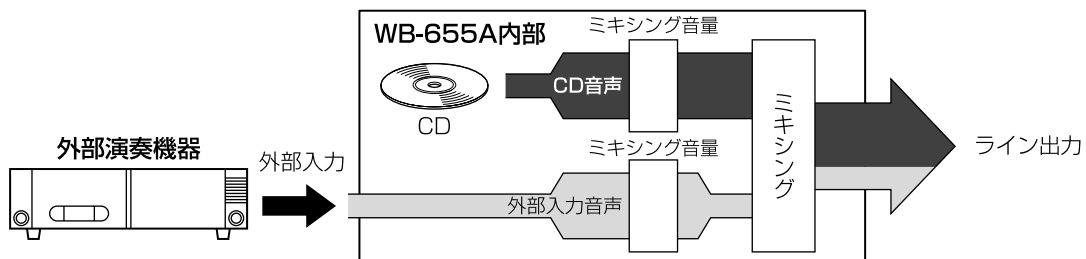 WB-655A内部
ミキシング音量
CD音声
CD
ミキシング
ライン出力
外部演奏機器
外部入力
ミキシング音量
外部入力音声